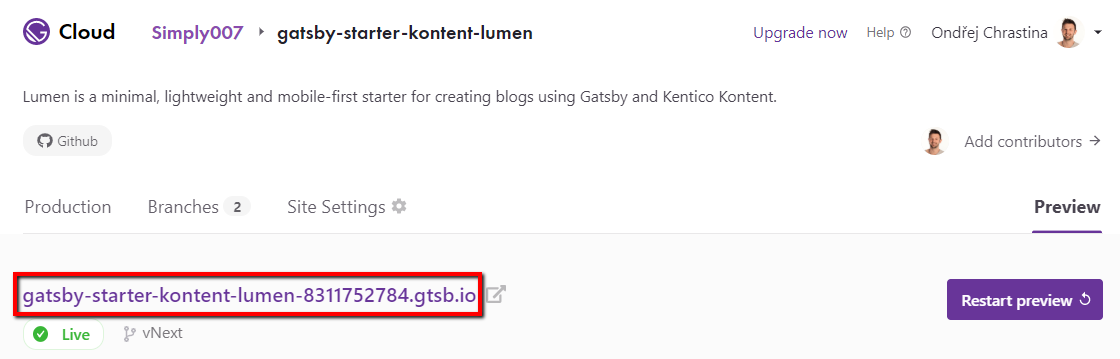 Cloud Simply007 gatsby-starter-kontent-lumen Upgrade now Help Ondřej Chrastina
Lumen is a minimal, lightweight and mobile-first starter for creating blogs using Gatsby and Kentico Kontent.
Github Add contributors
Production Branches 2 Site Settings Preview
gatsby-starter-kontent-lumen-8311752784.gtsb.io Restart preview
Live vNext